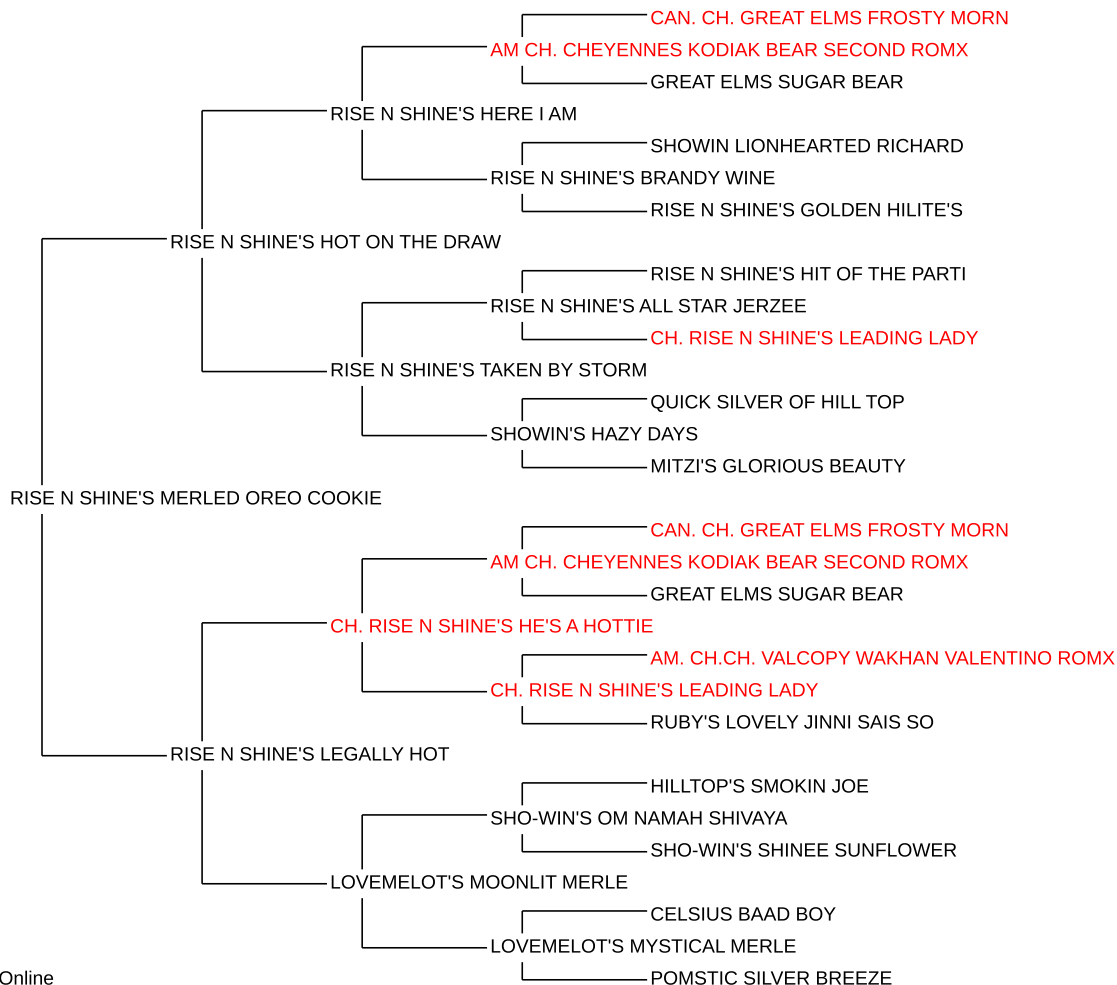 CAN. CH. GREAT ELMS FROSTY MORN
AM CH. CHEYENNES KODIAK BEAR SECOND ROMX
GREAT ELMS SUGAR BEAR
RISE N SHINE'S HERE I AM
SHOWIN LIONHEARTED RICHARD
RISE N SHINE'S BRANDY WINE
RISE N SHINE'S GOLDEN HILITE'S
RISE N SHINE'S HOT ON THE DRAW
RISE N SHINE'S HIT OF THE PARTI
RISE N SHINE'S ALL STAR JERZEE
CH. RISE N SHINE'S LEADING LADY
RISE N SHINE'S TAKEN BY STORM
QUICK SILVER OF HILL TOP
SHOWIN'S HAZY DAYS
MITZI'S GLORIOUS BEAUTY
RISE N SHINE'S MERLED OREO COOKIE
CAN. CH. GREAT ELMS FROSTY MORN
AM CH. CHEYENNES KODIAK BEAR SECOND ROMX
GREAT ELMS SUGAR BEAR
CH. RISE N SHINE'S HE'S A HOTTIE
AM. CH.CH. VALCOPY WAKHAN VALENTINO ROMX
CH. RISE N SHINE'S LEADING LADY
RUBY'S LOVELY JINNI SAIS SO
RISE N SHINE'S LEGALLY HOT
HILLTOP'S SMOKIN JOE
SHO-WIN'S OM NAMAH SHIVAYA
SHO-WIN'S SHINEE SUNFLOWER
LOVEMELOT'S MOONLIT MERLE
CELSIUS BAAD BOY
LOVEMELOT'S MYSTICAL MERLE
POMSTIC SILVER BREEZE
Online